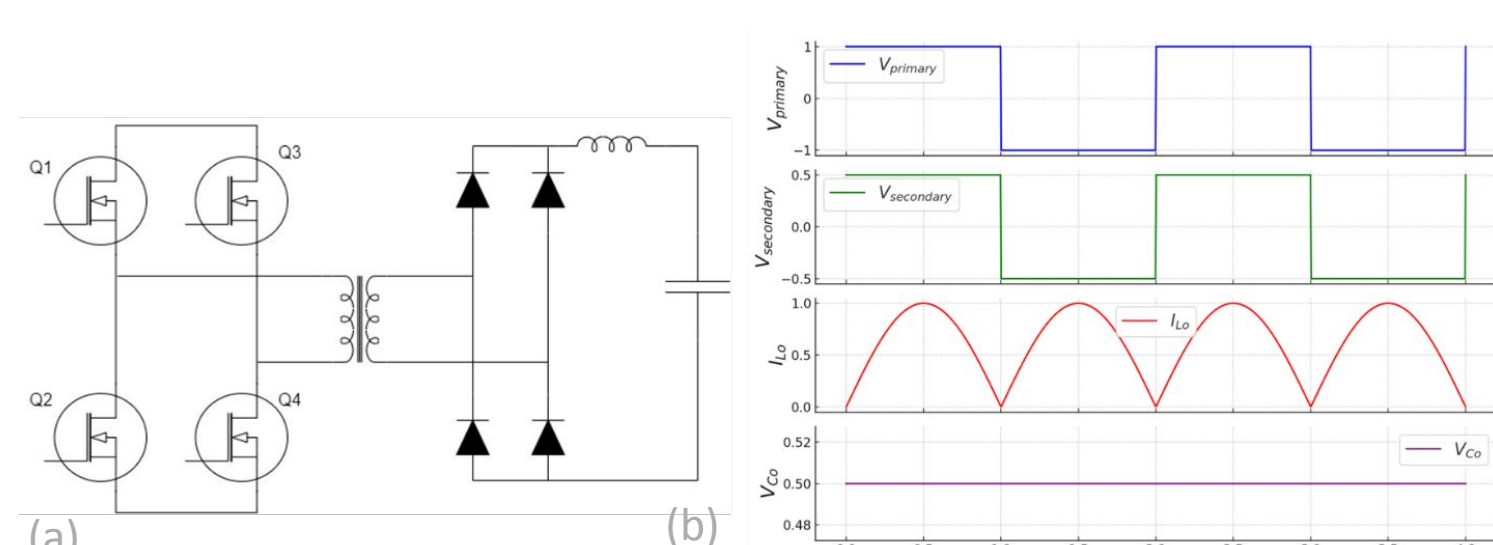 Q1
Q3
Q2
Q4
(a)
(b)
V_primary
1
0
−1
V_primary
V_secondary
0.5
0.0
−0.5
V_secondary
I_Lo
1.0
0.5
0.0
I_Lo
V_Co
0.52
0.50
0.48
V_Co